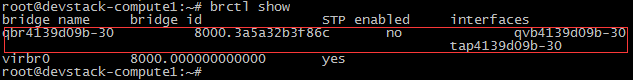 root@devstack-compute1:~# brctl show
bridge name bridge id STP enabled interfaces
qbr4139d09b-30 8000.3a5a32b3f86c no qvb4139d09b-30
tap4139d09b-30
virbr0 8000.000000000000 yes
root@devstack-compute1:~#